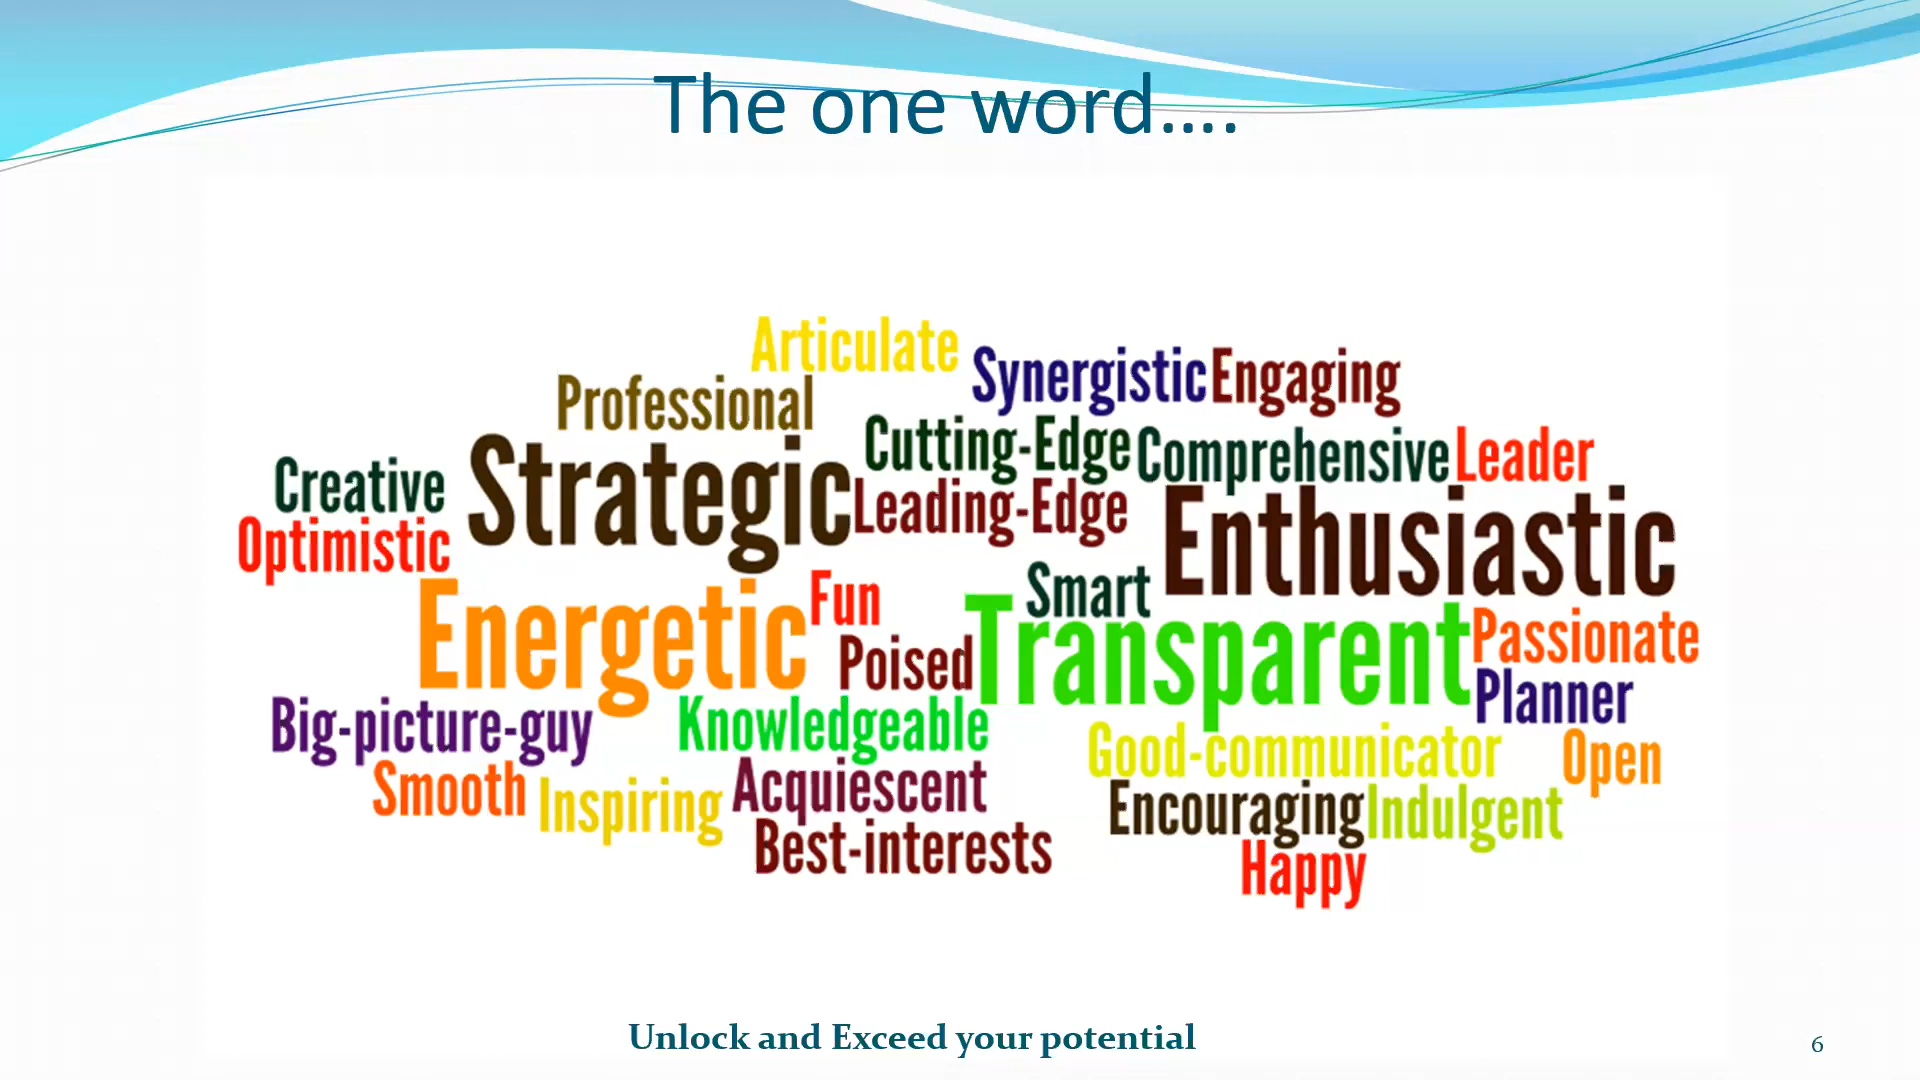 The one word....
Articulate
Synergistic Engaging
Professional
Cutting-Edge Comprehensive Leader
Creative Strategic Leading-Edge Enthusiastic
Optimistic
Energetic Fun Smart
Poised Transparent Passionate
Planner
Big-picture-guy Knowledgeable Good-communicator Open
Smooth Inspiring Acquiescent Encouraging Indulgent
Best-interests Happy
Unlock and Exceed your potential
6